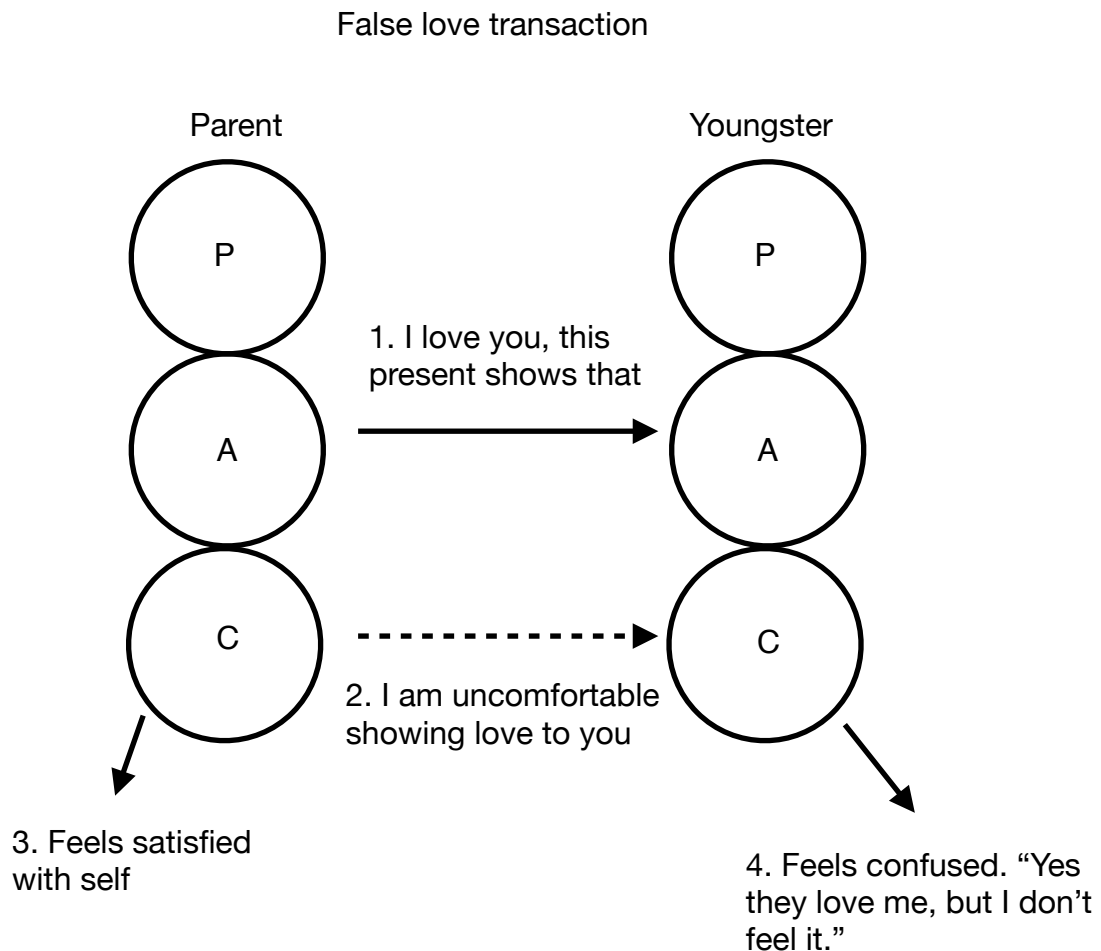 False love transaction
Parent
Youngster
P
P
1. I love you, this
present shows that
A
A
C
C
2. I am uncomfortable
showing love to you
3. Feels satisfied
with self
4. Feels confused. “Yes
they love me, but I don’t
feel it.”